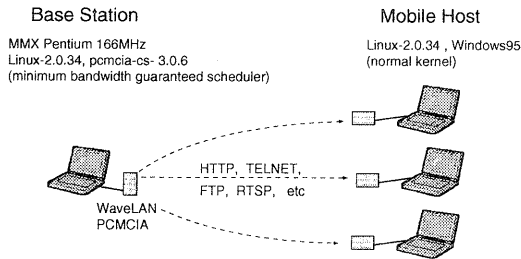 Base Station
MMX Pentium 166MHz
Linux-2.0.34, pcmcia-cs- 3.0.6
(minimum bandwidth guaranteed scheduler)
Mobile Host
Linux-2.0.34 , Windows95
(normal kernel)
HTTP, TELNET,
FTP, RTSP, etc
WaveLAN
PCMCIA